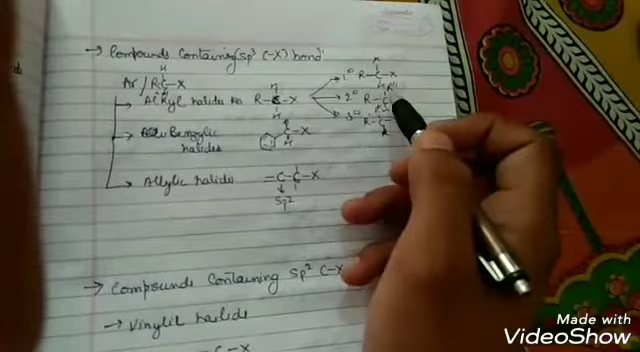 → Compounds Containing (sp³ C-X) bond
Ar/R-C-X
H
→ Alkyl halide R-C-X
1° R-C-X
2° R-C
3° R-C
→ Benzylic halides
C-X
H
→ Allylic halide =C-C-X
sp²
→ Compounds Containing sp² C-X
→ Vinylic halide
C-X
Made with
VideoShow